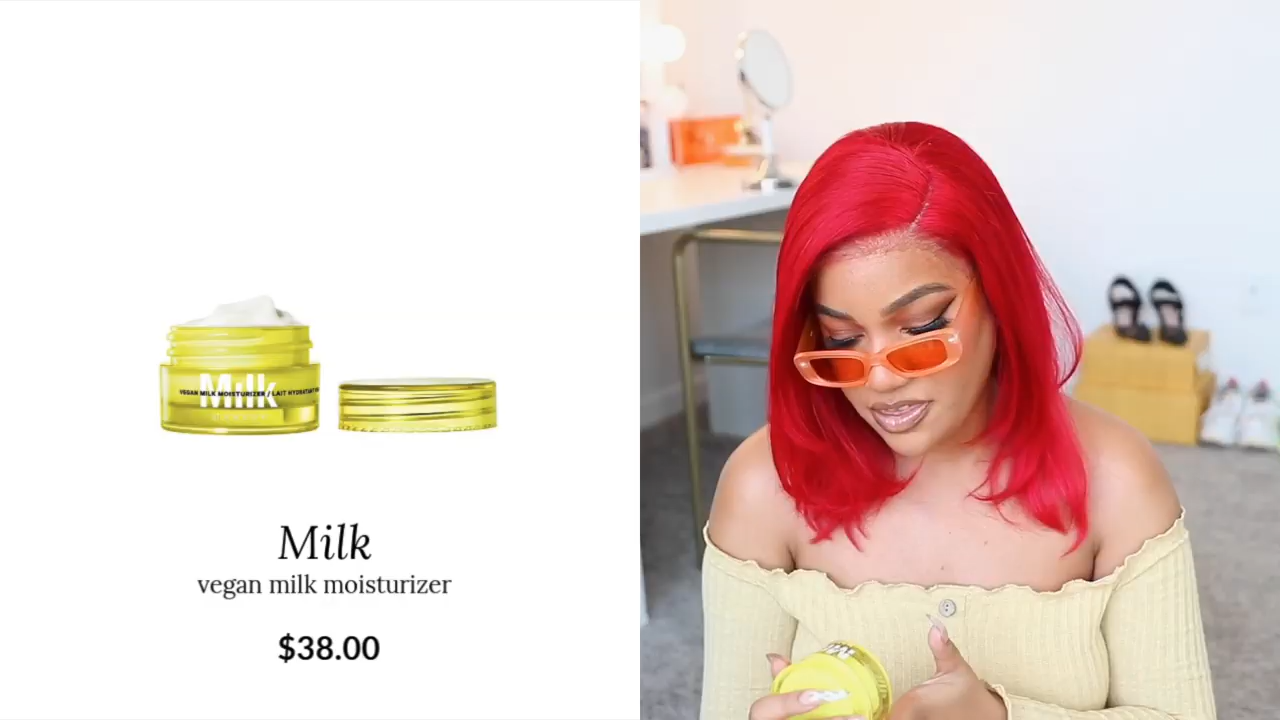 Milk
VEGAN MILK MOISTURIZER / LAIT HYDRATANT
Milk
vegan milk moisturizer
$38.00